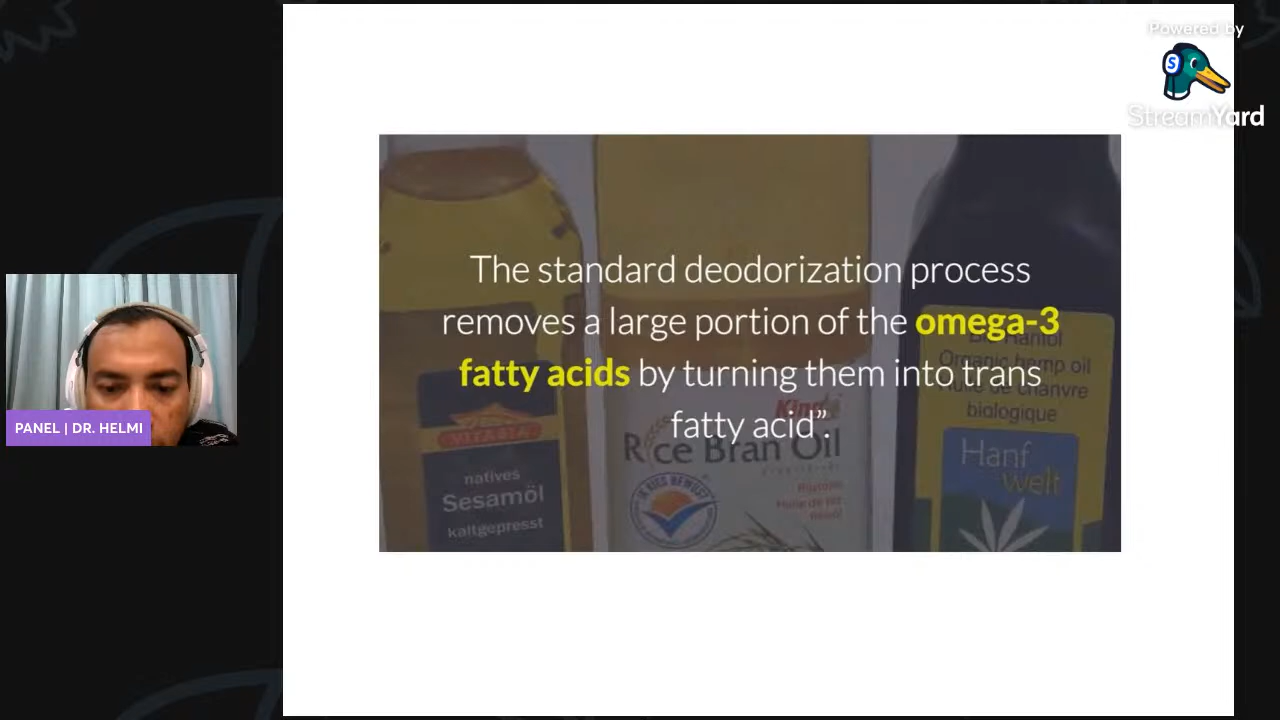 Powered by
StreamYard
The standard deodorization process
removes a large portion of the omega-3
fatty acids by turning them into trans
fatty acid”.
VITA
natives
Sesamöl
kaltgepresst
Rice Bran Oil
Organic hemp oil
Huile de chanvre
biologique
Hanf
welt
PANEL | DR. HELMI